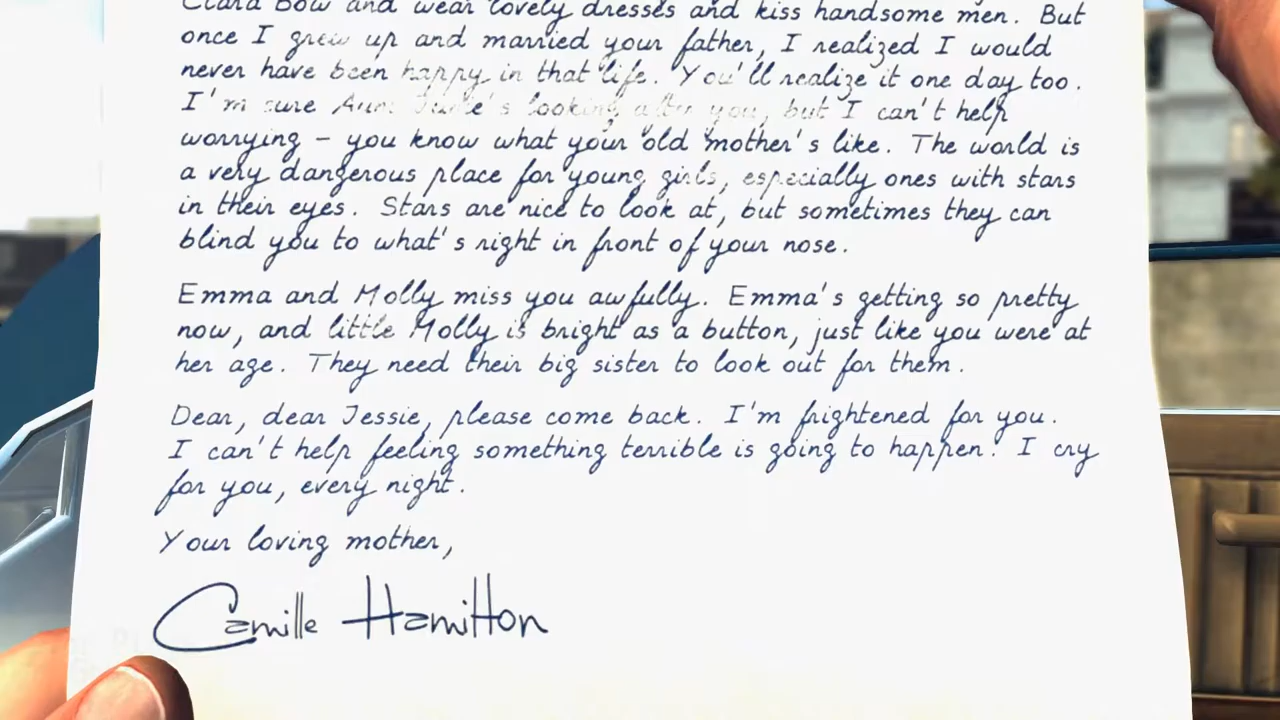 Clara Bow and wear lovely dresses and kiss handsome men. But
once I grew up and married your father, I realized I would
never have been happy in that life. You'll realize it one day too.
I'm sure Aunt looking after you, but I can't help
worrying – you know what your old mother's like. The world is
a very dangerous place for young girls, especially ones with stars
in their eyes. Stars are nice to look at, but sometimes they can
blind you to what's right in front of your nose.
Emma and Molly miss you awfully. Emma's getting so pretty
now, and little Molly is bright as a button, just like you were at
her age. They need their big sister to look out for them.
Dear, dear Jessie, please come back. I'm frightened for you.
I can't help feeling something terrible is going to happen. I cry
for you, every night.
Your loving mother,
Camille Hamilton